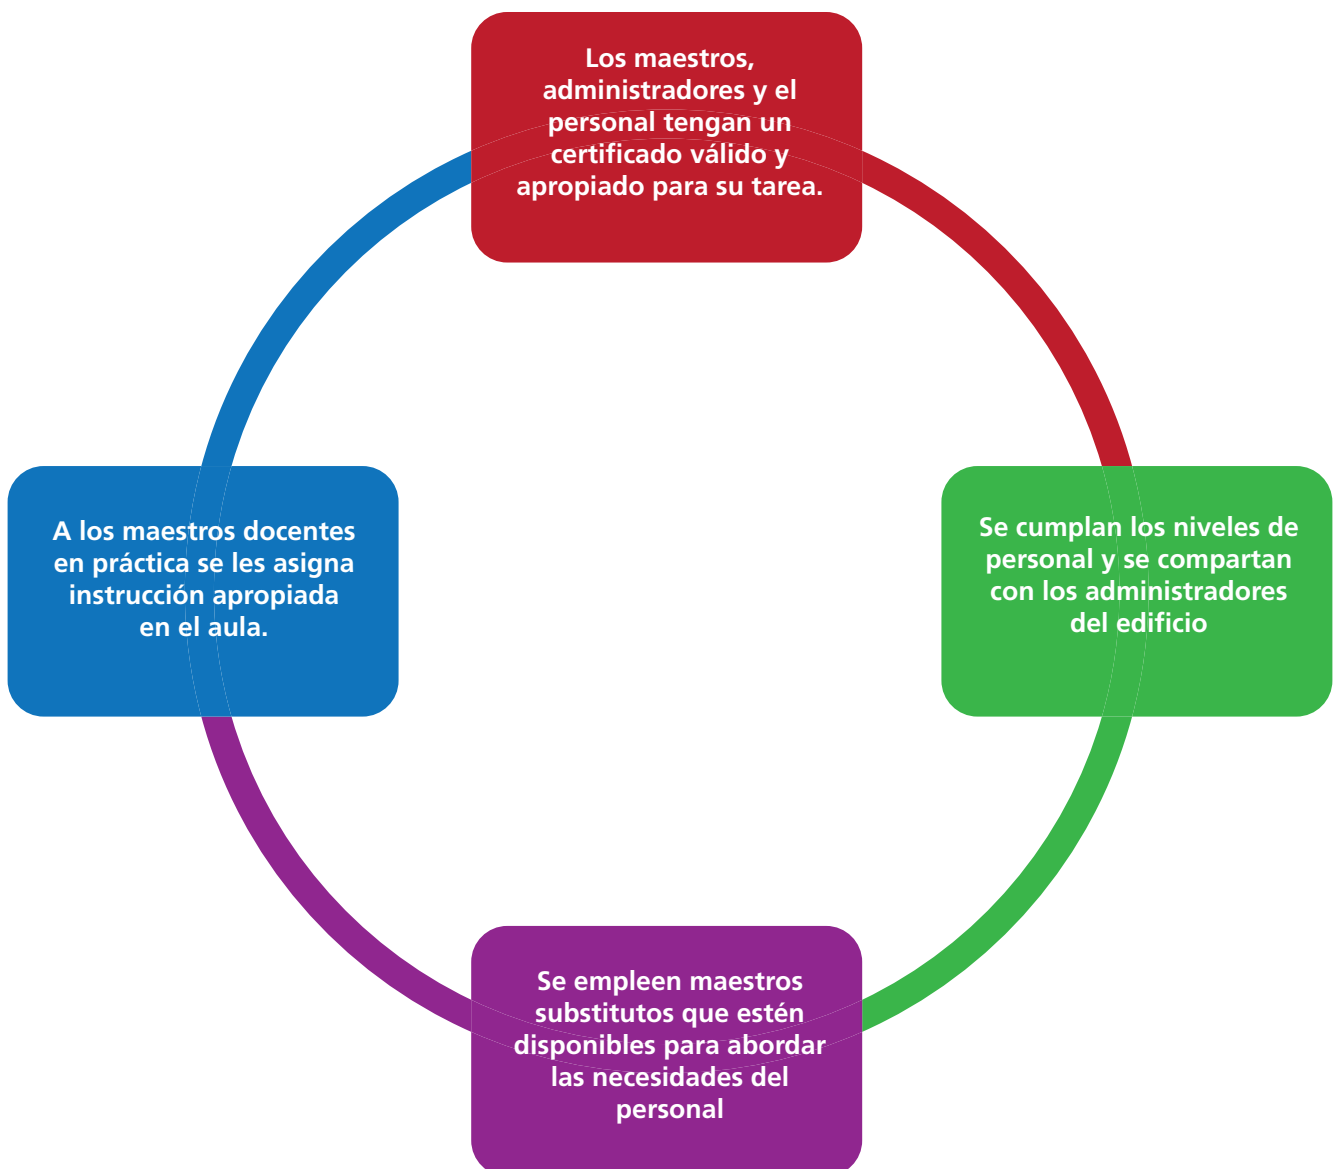 Los maestros,
administradores y el
personal tengan un
certificado válido y
apropiado para su tarea.
A los maestros docentes
en práctica se les asigna
instrucción apropiada
en el aula.
Se cumplan los niveles de
personal y se compartan
con los administradores
del edificio
Se empleen maestros
substitutos que estén
disponibles para abordar
las necesidades del
personal